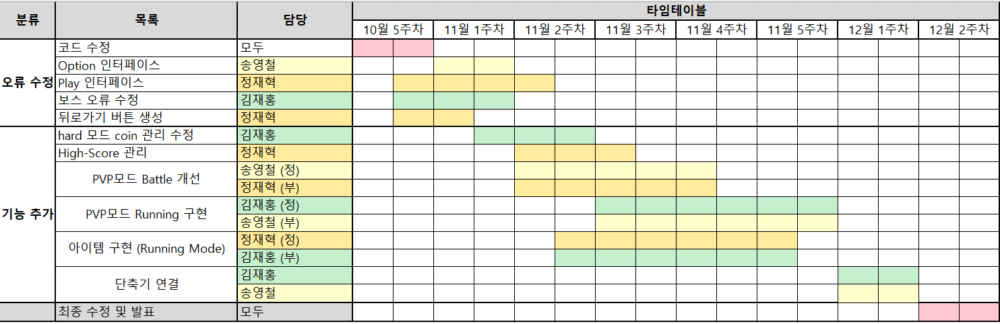 분류 목록 담당 타임테이블
10월 5주차 11월 1주차 11월 2주차 11월 3주차 11월 4주차 11월 5주차 12월 1주차 12월 2주차
오류 수정
코드 수정 모두
Option 인터페이스 송영철
Play 인터페이스 정재혁
보스 오류 수정 김재홍
뒤로가기 버튼 생성 정재혁
기능 추가
hard 모드 coin 관리 수정 김재홍
High-Score 관리 정재혁
PVP모드 Battle 개선 송영철 (정)
정재혁 (부)
PVP모드 Running 구현 김재홍 (정)
송영철 (부)
아이템 구현 (Running Mode) 정재혁 (정)
김재홍 (부)
단축기 연결 김재홍
송영철
최종 수정 및 발표 모두